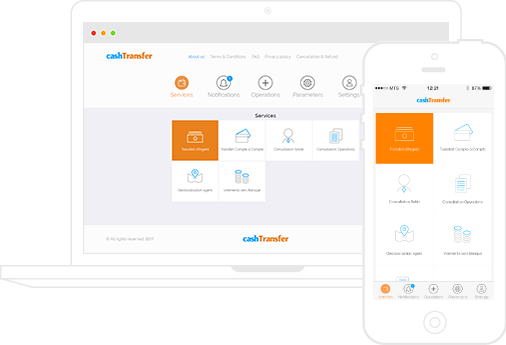 cashTransfer
About us Terms & Conditions FAQ Privacy policy Cancellation & Refund
Services Notifications Operations Parameters Settings
Services
Transfert d'Argent Transfert Compte à Compte Consultation Solde Consultation Opérations
Géolocalisation Agent Virements vers Banque
© All rights reserved 2017
cashTransfer
MTS 12:21 87%
cashTransfer
Transfert d'Argent Transfert Compte à Compte
Consultation Solde Consultation Opérations
Géolocalisation Agent Virements vers Banque
Services Notifications Operations Parameters Settings